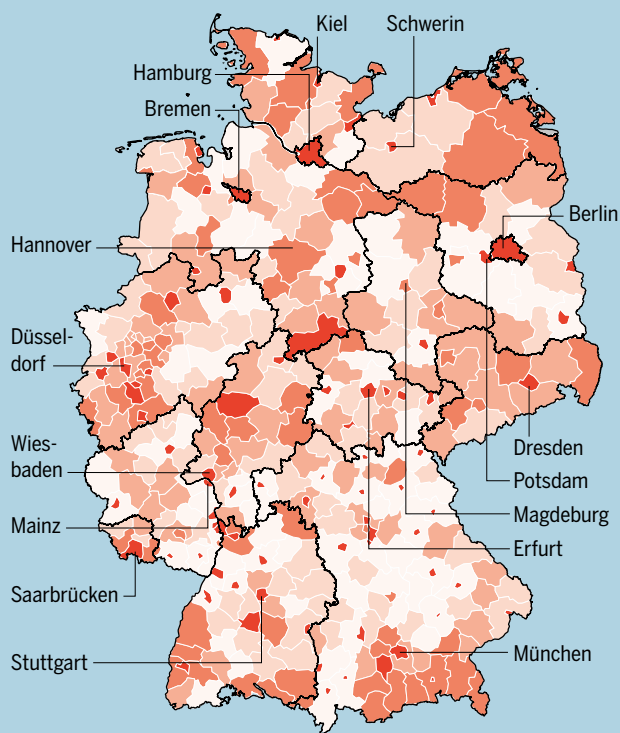 Kiel
Schwerin
Hamburg
Bremen
Berlin
Hannover
Düssel-
dorf
Wies-
baden
Dresden
Potsdam
Mainz
Magdeburg
Erfurt
Saarbrücken
Stuttgart
München